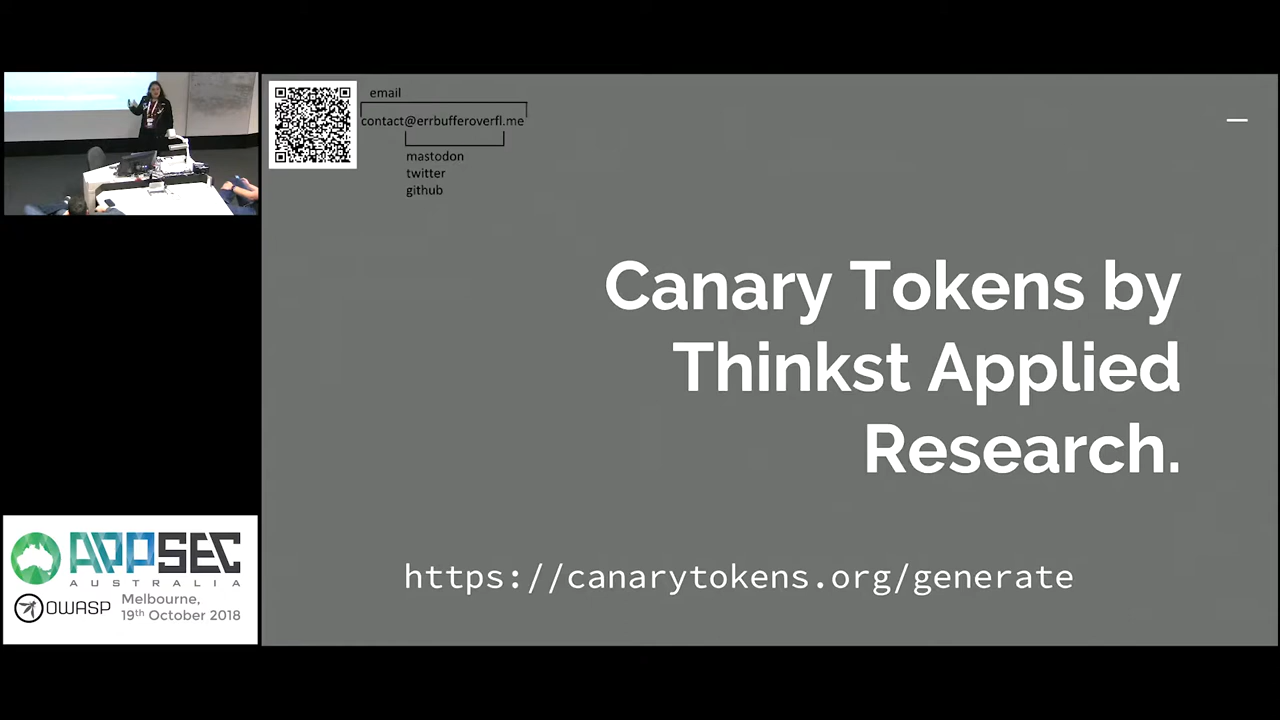 email
contact@errbufferoverfl.me
mastodon
twitter
github
Canary Tokens by
Thinkst Applied
Research.
https://canarytokens.org/generate
APPSEC
AUSTRALIA
OWASP
Melbourne,
19th October 2018